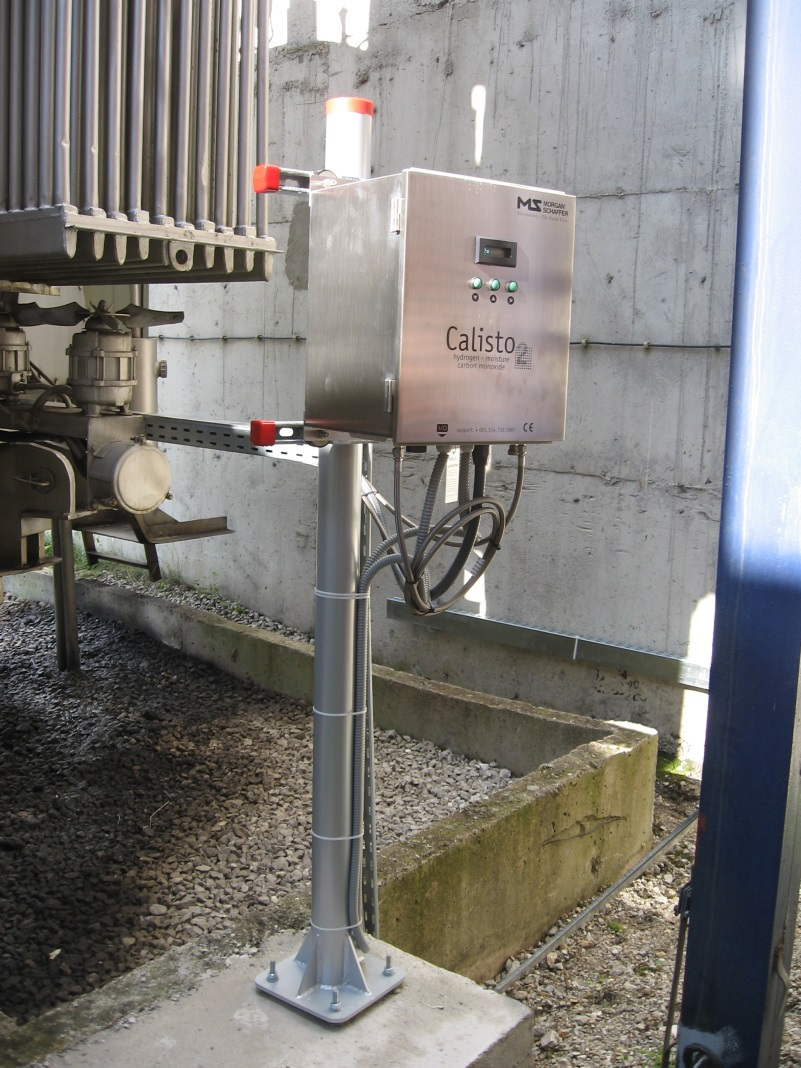 MS MORGAN
SCHAFFER
Calisto 2
hydrogen - moisture
carbon monoxide
CE